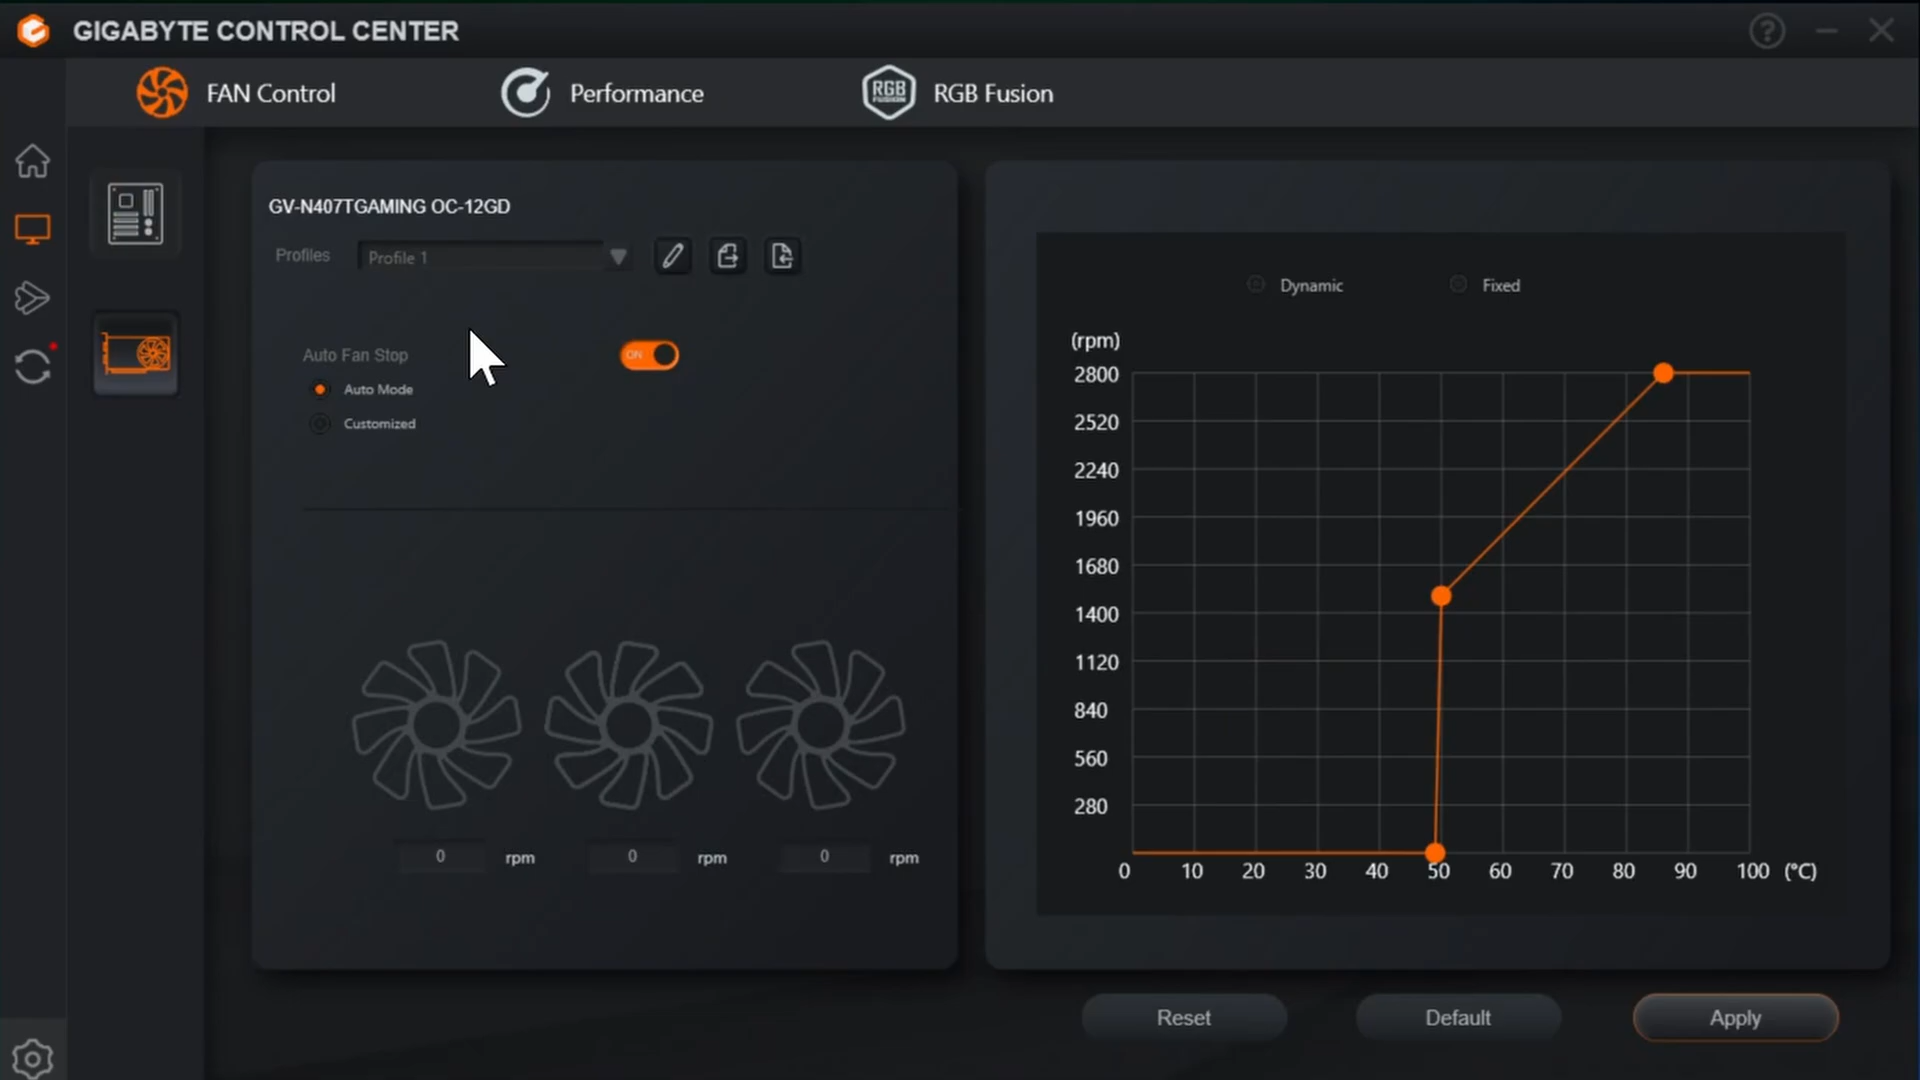 GIGABYTE CONTROL CENTER
?
FAN Control
Performance
RGB FUSION
RGB Fusion
GV-N407TGAMING OC-12GD
Profiles
Profile 1
Auto Fan Stop
ON
Auto Mode
Customized
0 rpm
0 rpm
0 rpm
Dynamic
Fixed
(rpm)
2800
2520
2240
1960
1680
1400
1120
840
560
280
0 10 20 30 40 50 60 70 80 90 100 (°C)
Reset
Default
Apply